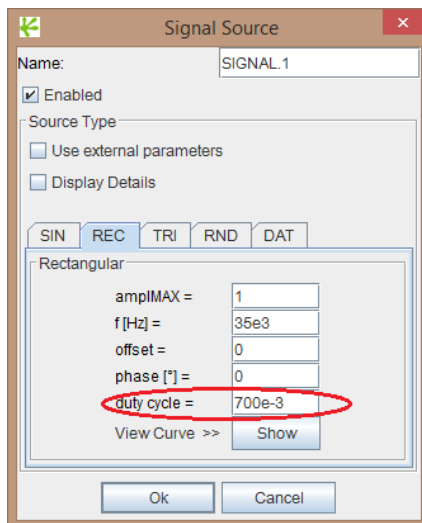 Signal Source ×
Name: SIGNAL.1
Enabled
Source Type
Use external parameters
Display Details
SIN REC TRI RND DAT
Rectangular
amplMAX = 1
f [Hz] = 35e3
offset = 0
phase [°] = 0
duty cycle = 700e-3
View Curve >> Show
Ok Cancel